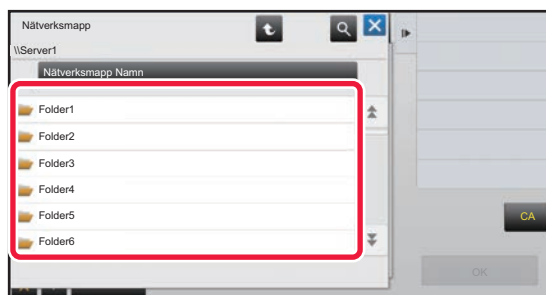 Nätverksmapp
\\Server1
Nätverksmapp Namn
Folder1
Folder2
Folder3
Folder4
Folder5
Folder6
CA
OK